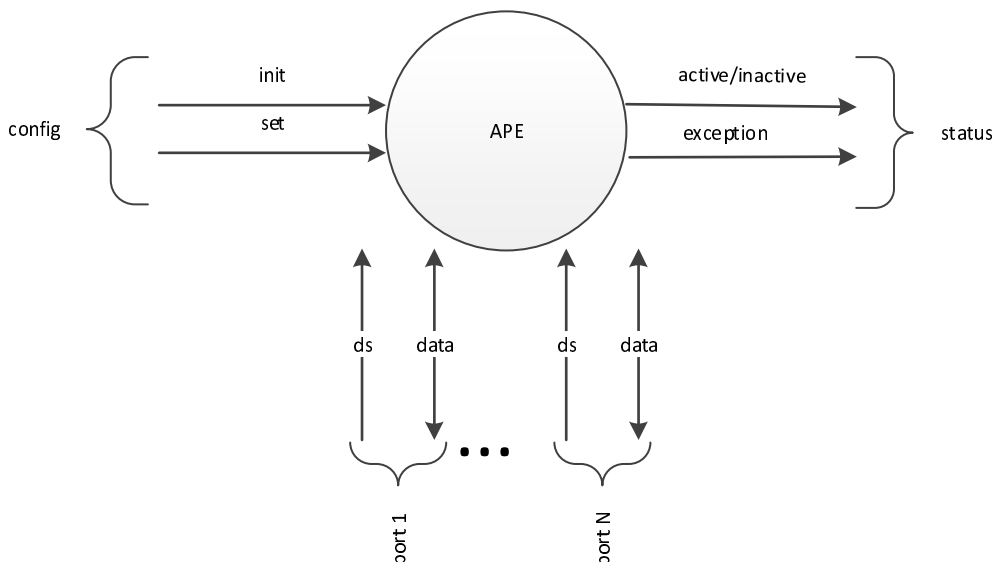 init
active/inactive
config
set
APE
exception
status
ds
data
ds
data
port 1
port N